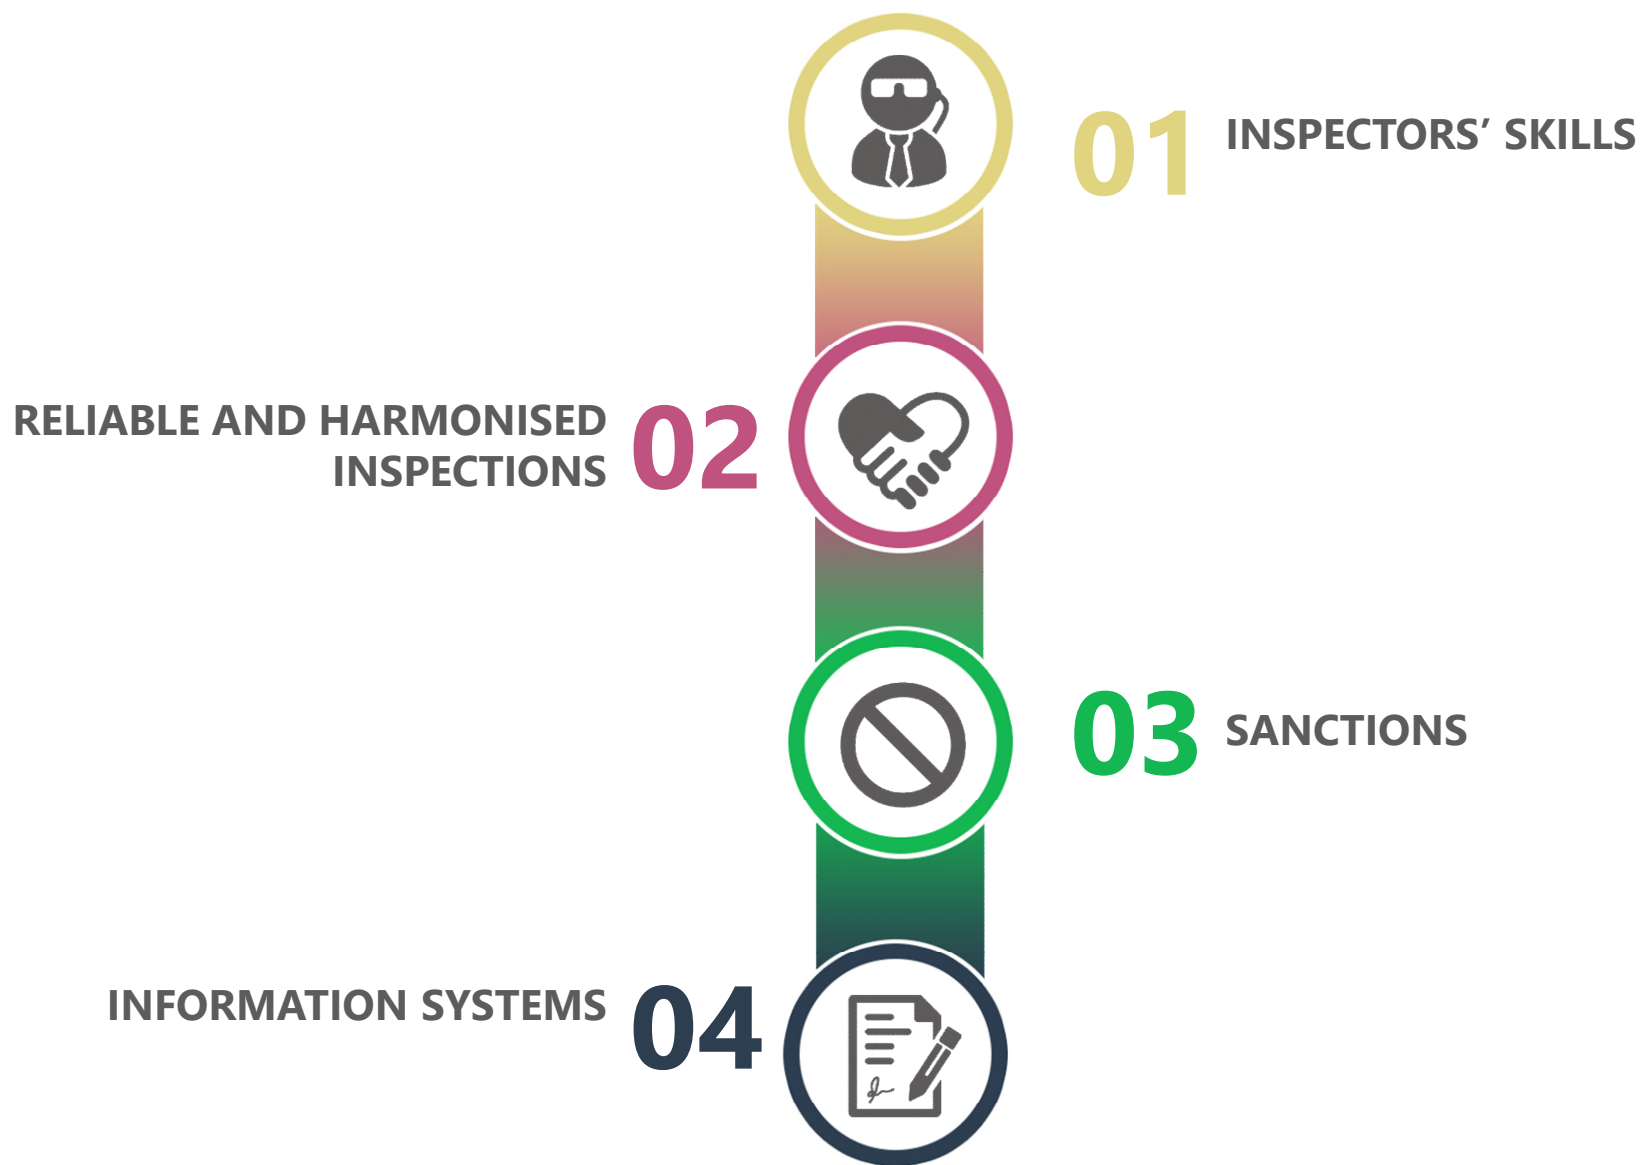 01 INSPECTORS’ SKILLS
RELIABLE AND HARMONISED
INSPECTIONS 02
03 SANCTIONS
INFORMATION SYSTEMS 04